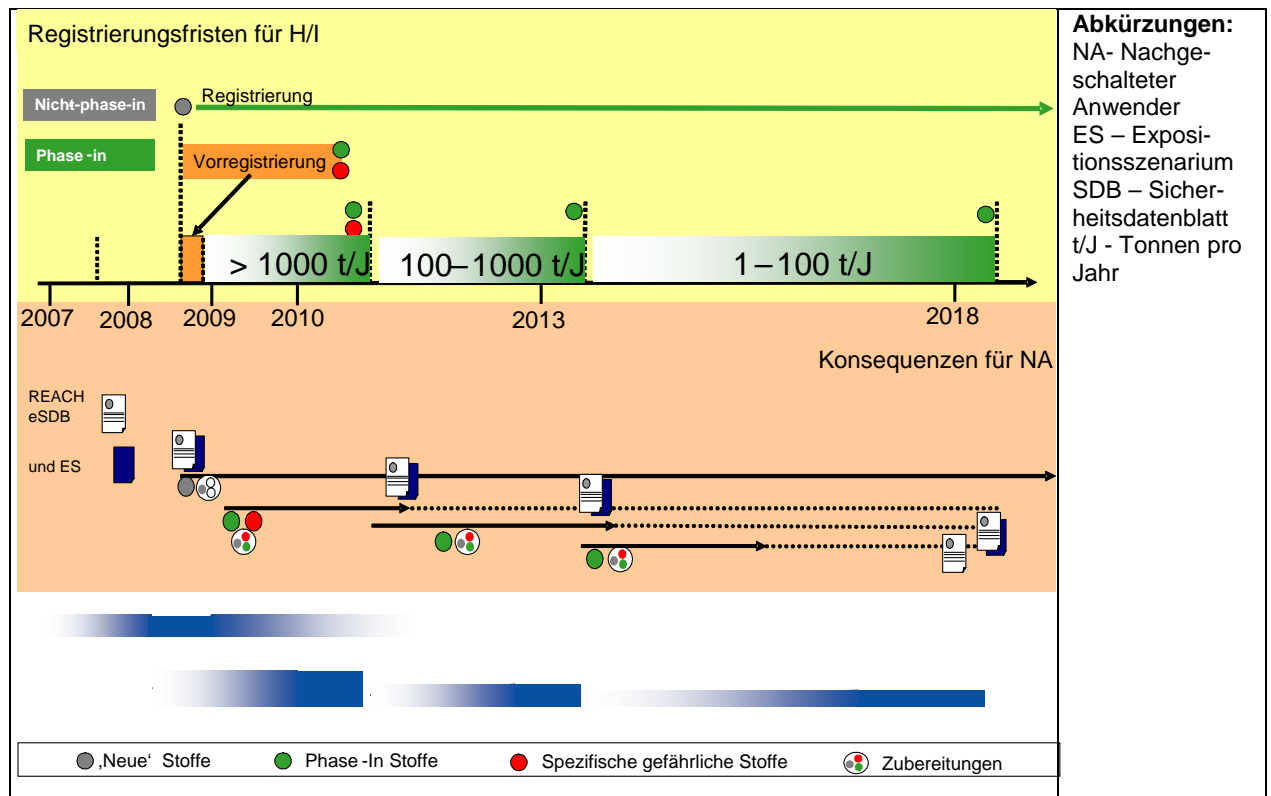 Registrierungsfristen für H/I
Nicht-phase-in
Registrierung
Phase-in
Vorregistrierung
> 1000 t/J
100–1000 t/J
1–100 t/J
2007
2008
2009
2010
2013
2018
Konsequenzen für NA
REACH
eSDB
und ES
‚Neue‘ Stoffe
Phase-In Stoffe
Spezifische gefährliche Stoffe
Zubereitungen
Abkürzungen:
NA- Nachge-
schalteter
Anwender
ES – Exposi-
tionsszenarium
SDB – Sicher-
heitsdatenblatt
t/J - Tonnen pro
Jahr